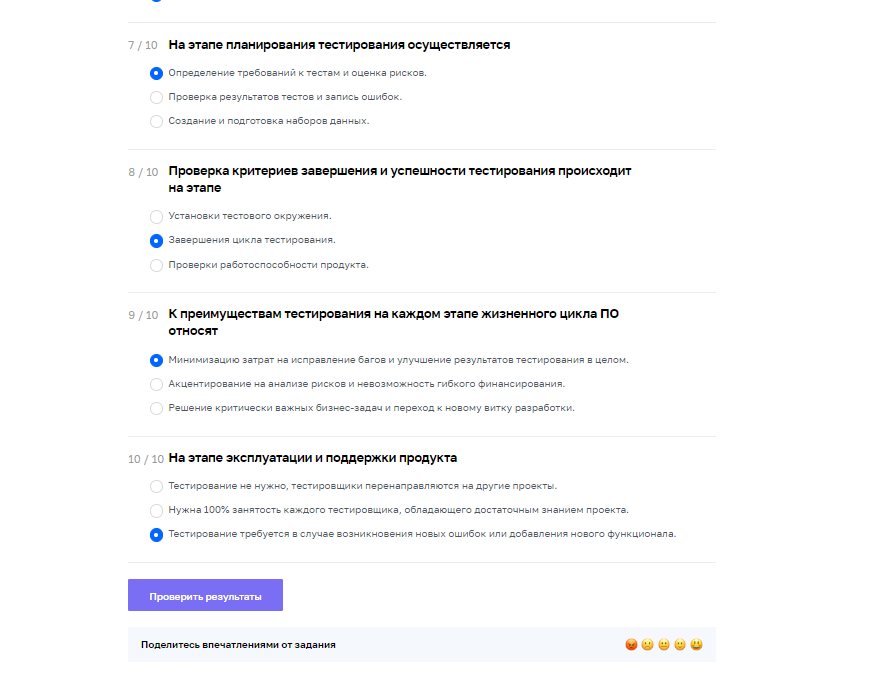 7 / 10 На этапе планирования тестирования осуществляется
Определение требований к тестам и оценка рисков.
Проверка результатов тестов и запись ошибок.
Создание и подготовка наборов данных.
8 / 10 Проверка критериев завершения и успешности тестирования происходит
на этапе
Установки тестового окружения.
Завершения цикла тестирования.
Проверки работоспособности продукта.
9 / 10 К преимуществам тестирования на каждом этапе жизненного цикла ПО
относят
Минимизацию затрат на исправление багов и улучшение результатов тестирования в целом.
Акцентирование на анализе рисков и невозможность гибкого финансирования.
Решение критически важных бизнес-задач и переход к новому витку разработки.
10 / 10 На этапе эксплуатации и поддержки продукта
Тестирование не нужно, тестировщики перенаправляются на другие проекты.
Нужна 100% занятость каждого тестировщика, обладающего достаточным знанием проекта.
Тестирование требуется в случае возникновения новых ошибок или добавления нового функционала.
Проверить результаты
Поделитесь впечатлениями от задания